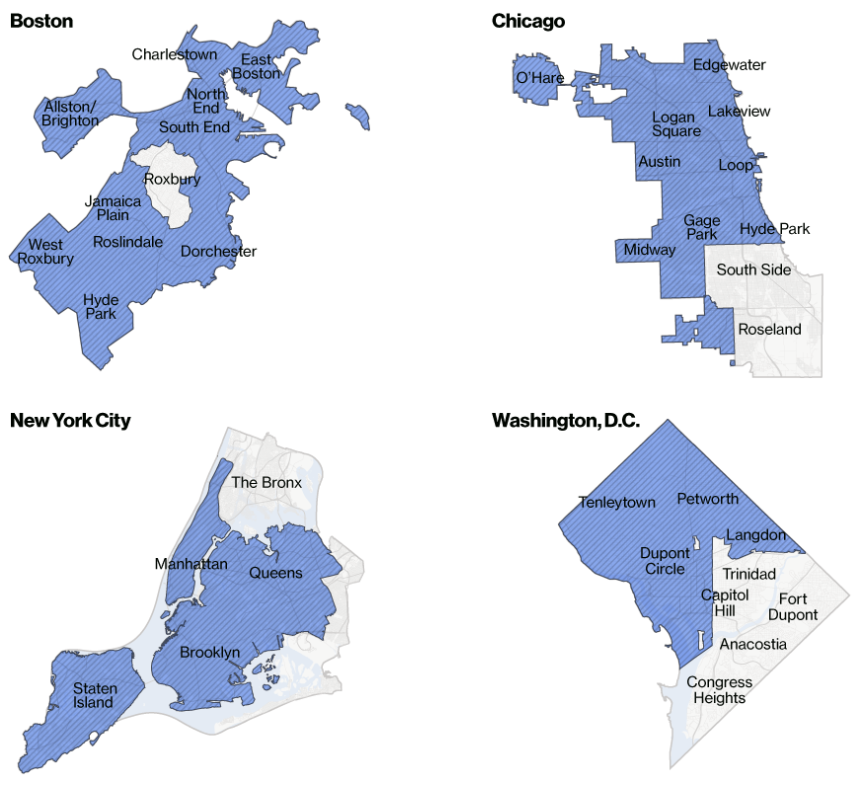 Boston
Charlestown
East
Boston
North
End
Allston/
Brighton
South End
Roxbury
Jamaica
Plain
Roslindale
West
Roxbury
Dorchester
Hyde
Park
Chicago
Edgewater
O'Hare
Lakeview
Logan
Square
Austin
Loop
Gage
Park
Hyde Park
Midway
South Side
Roseland
New York City
The Bronx
Manhattan
Queens
Brooklyn
Staten
Island
Washington, D.C.
Tenleytown
Petworth
Langdon
Dupont
Circle
Trinidad
Capitol
Hill
Fort
Dupont
Anacostia
Congress
Heights